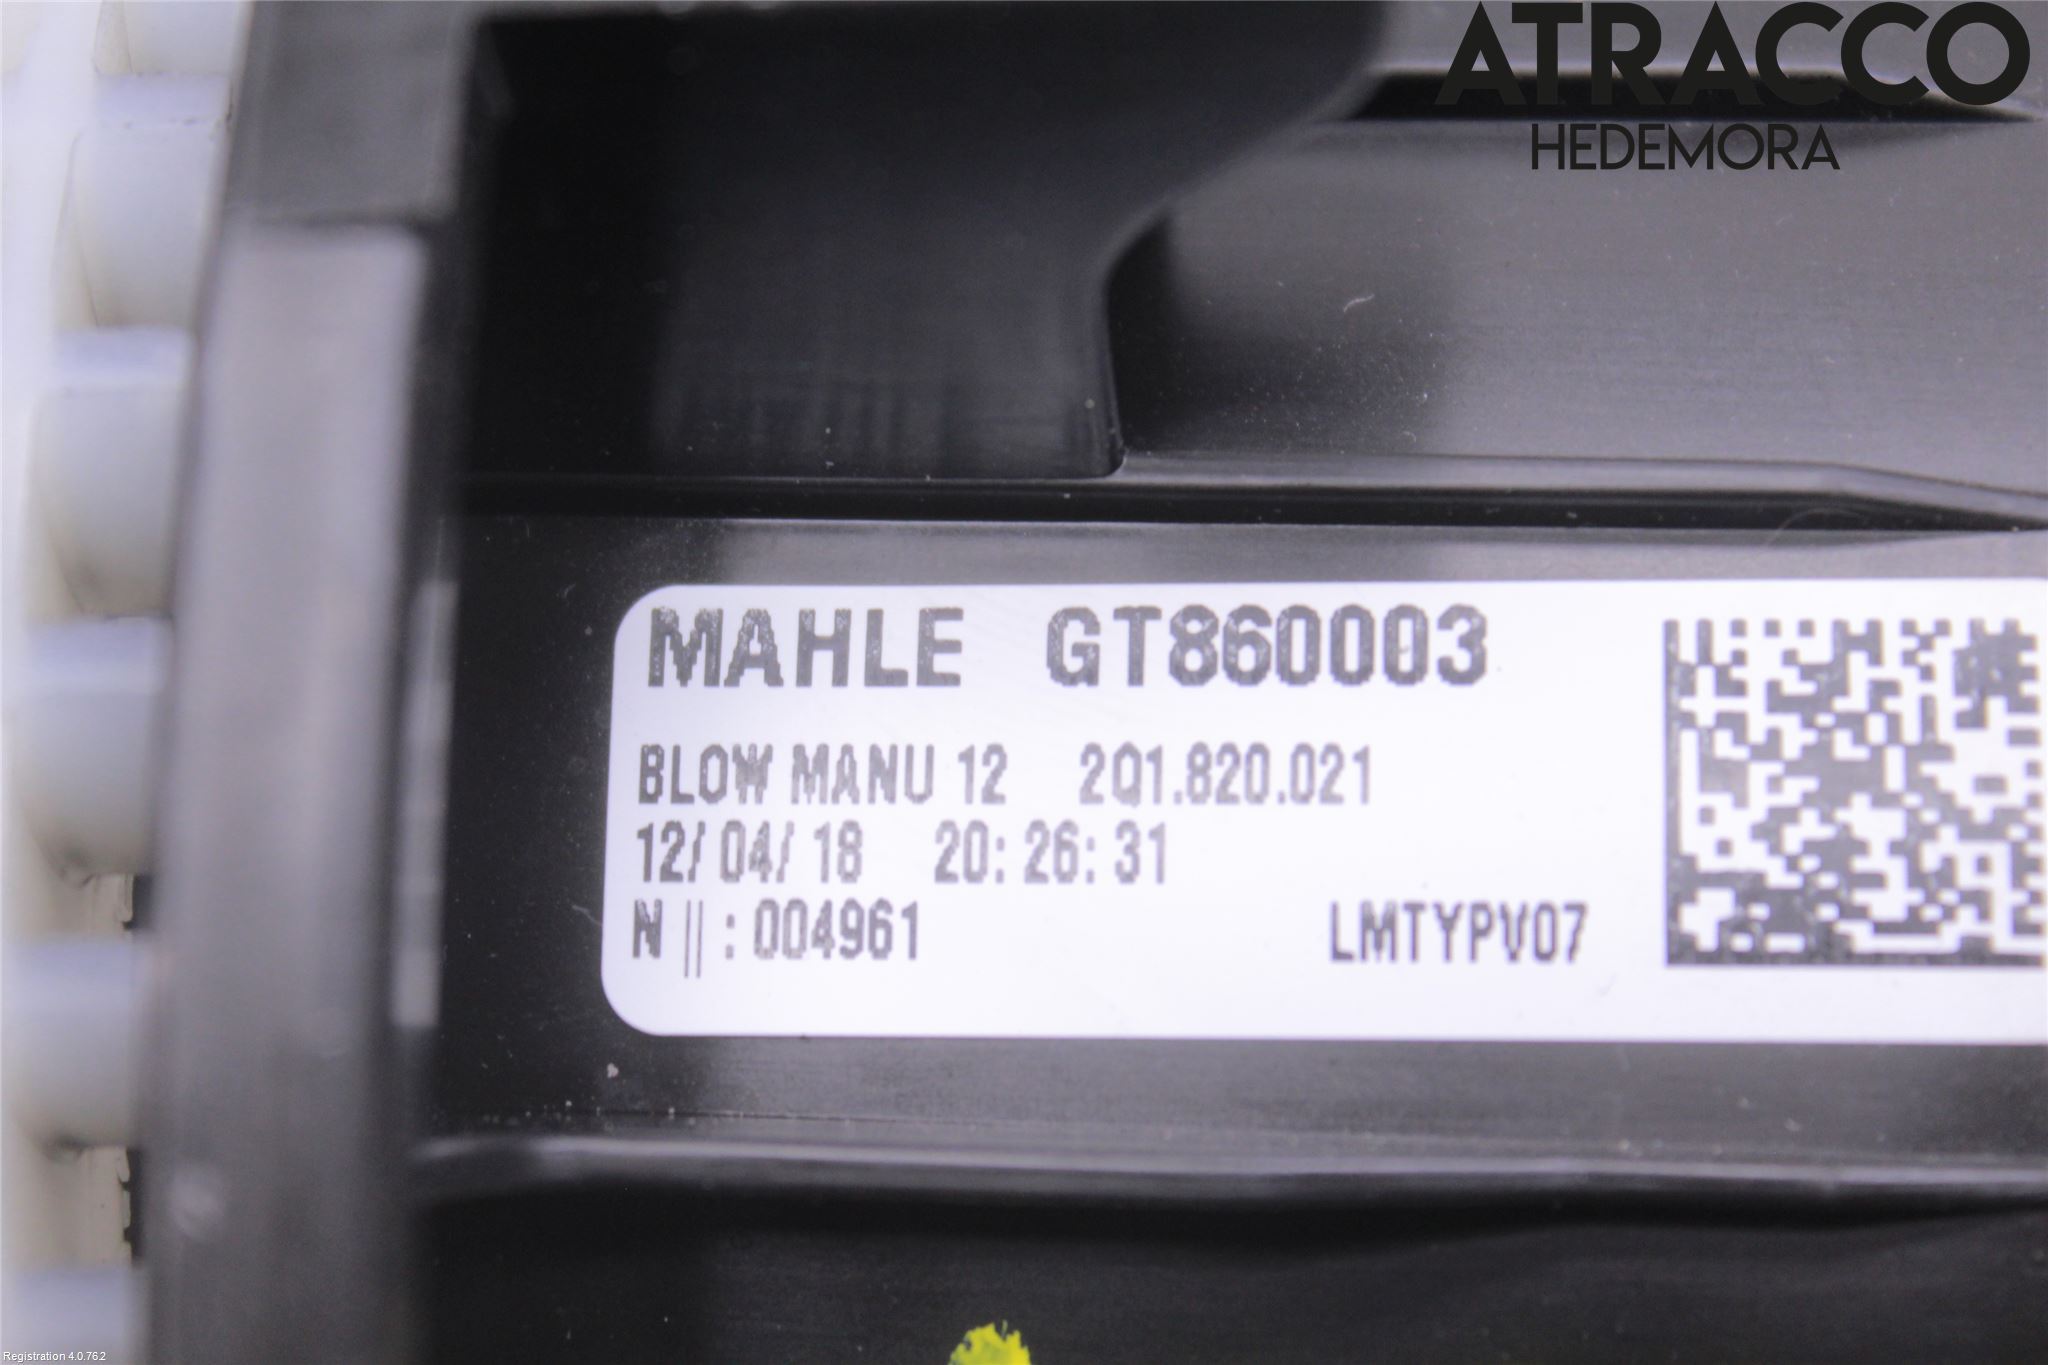 ATRACCO
HEDEMORA
MAHLE GT860003
BLOW MANU 12 2Q1.820.021
12/04/18 20:26:31
N || : 004961 LMTYPV07
Registration 4.0.762